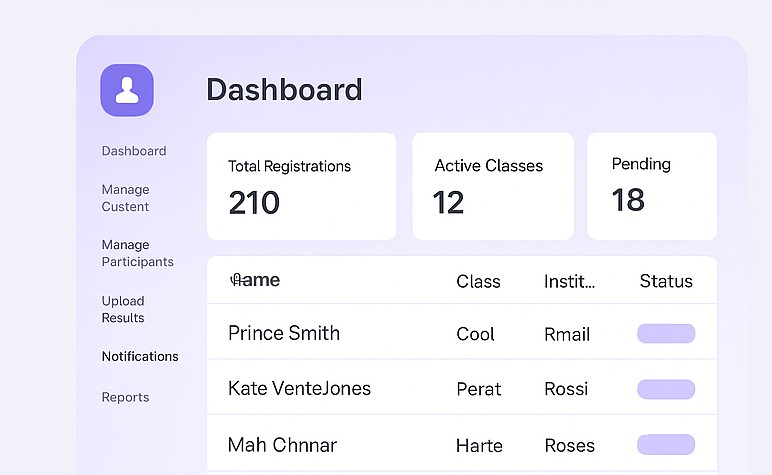 Dashboard
Dashboard
Manage
Custent
Manage
Participants
Upload
Results
Notifications
Reports
Total Registrations
210
Active Classes
12
Pending
18
Class Instit... Status
Prince Smith Cool Rmail
Kate VenteJones Perat Rossi
Mah Chnnar Harte Roses